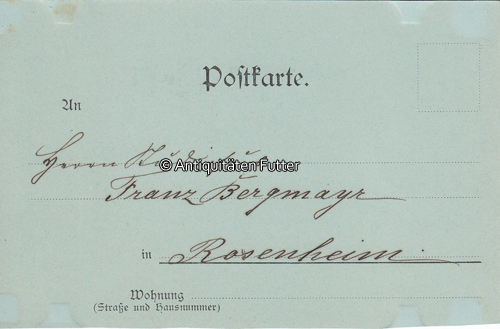 Postkarte.
An
Herrn
© Antiquitäten Futter
Franz Bergmayr
in Rosenheim.
Wohnung
(Straße und Hausnummer)